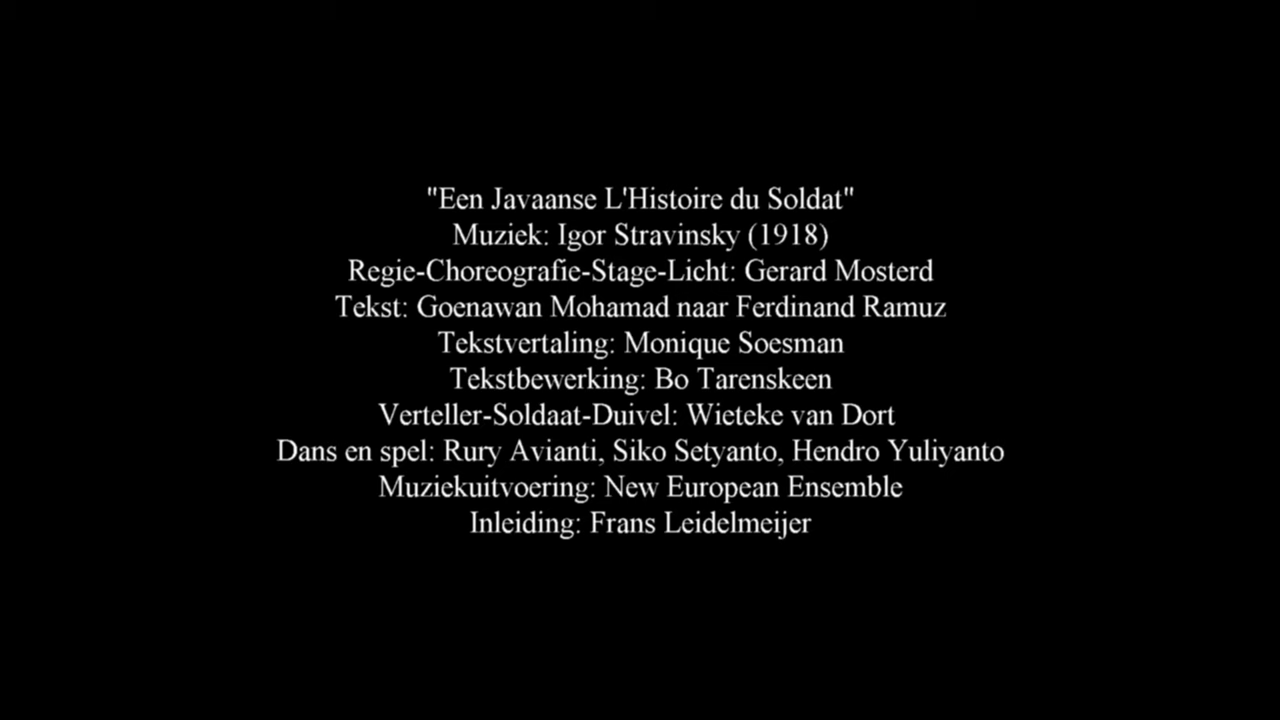 "Een Javaanse L'Histoire du Soldat"
Muziek: Igor Stravinsky (1918)
Regie-Choreografie-Stage-Licht: Gerard Mosterd
Tekst: Goenawan Mohamad naar Ferdinand Ramuz
Tekstvertaling: Monique Soesman
Tekstbewerking: Bo Tarenskeen
Verteller-Soldaat-Duivel: Wieteke van Dort
Dans en spel: Rury Avianti, Siko Setyanto, Hendro Yuliyanto
Muziekuitvoering: New European Ensemble
Inleiding: Frans Leidelmeijer